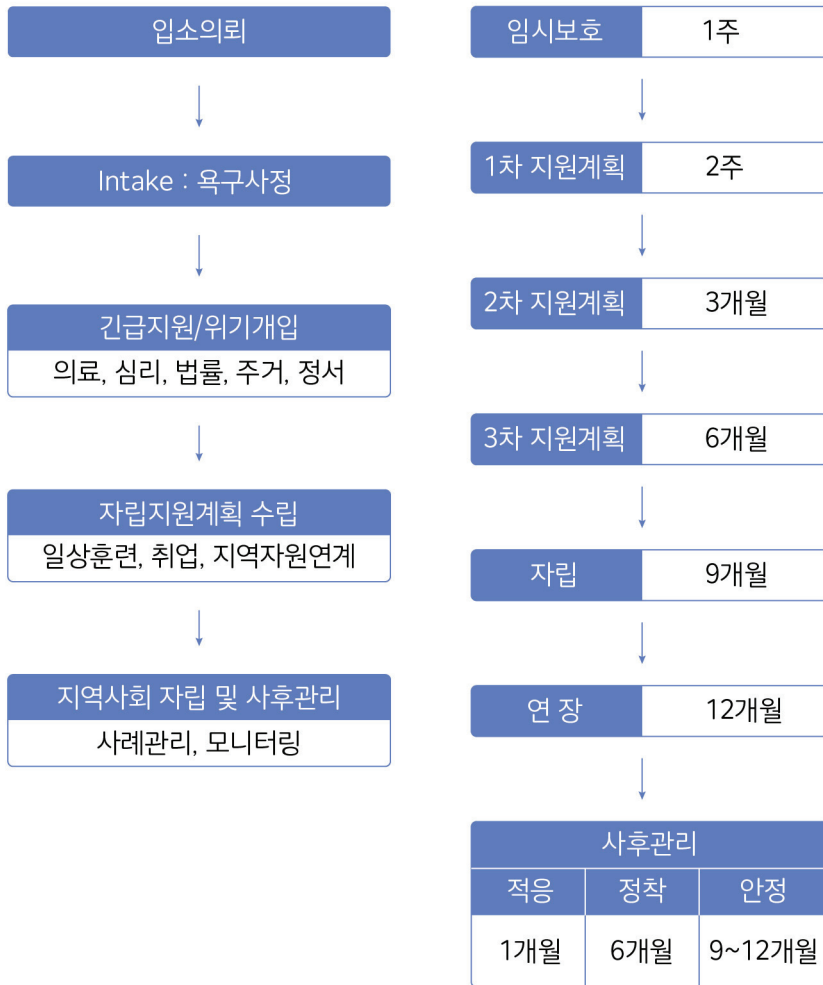 입소의뢰
Intake : 욕구사정
긴급지원/위기개입
의료, 심리, 법률, 주거, 정서
자립지원계획 수립
일상훈련, 취업, 지역자원연계
지역사회 자립 및 사후관리
사례관리, 모니터링
임시보호 1주
1차 지원계획 2주
2차 지원계획 3개월
3차 지원계획 6개월
자립 9개월
연 장 12개월
사후관리
적응 정착 안정
1개월 6개월 9~12개월